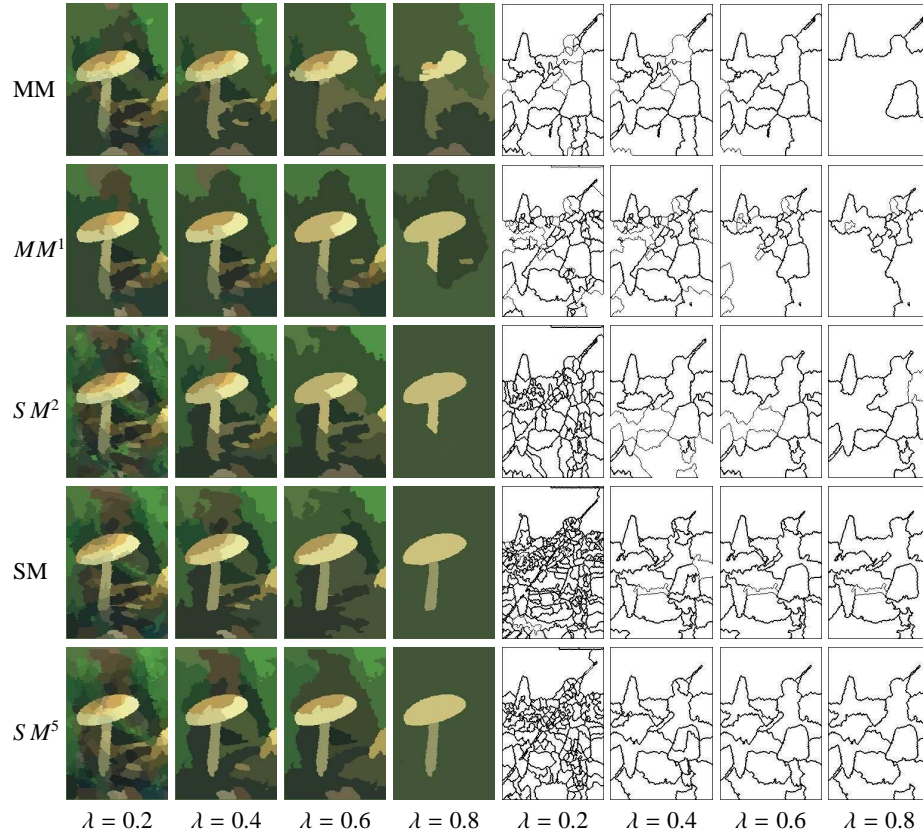 MM
MM¹
SM²
SM
SM⁵
λ = 0.2 λ = 0.4 λ = 0.6 λ = 0.8 λ = 0.2 λ = 0.4 λ = 0.6 λ = 0.8